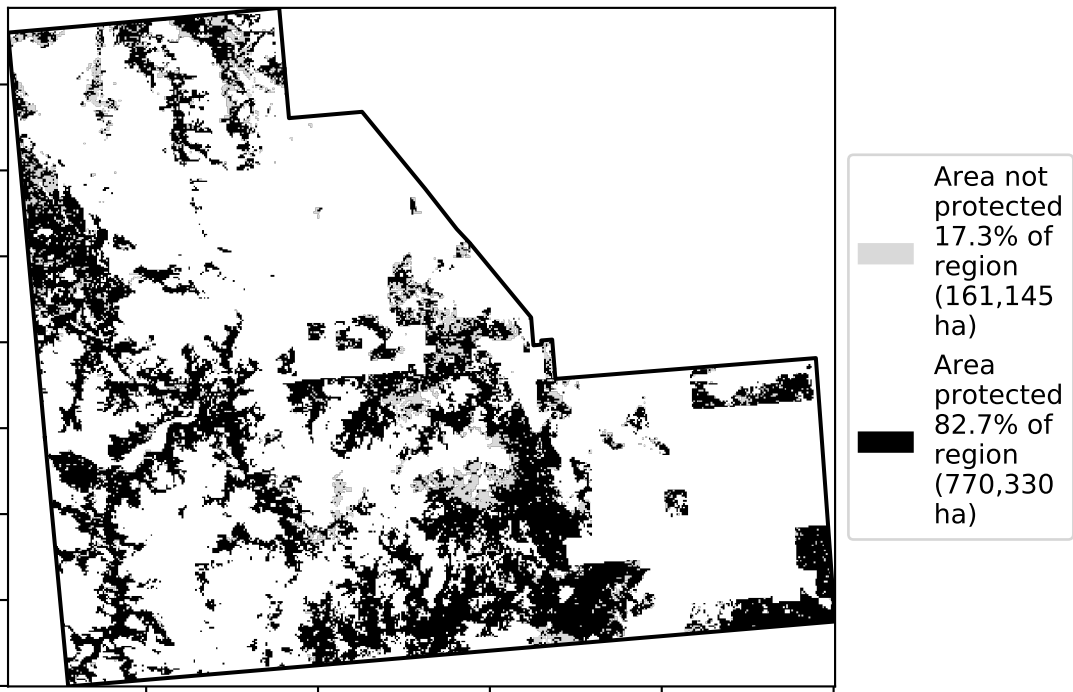 Area not
protected
17.3% of
region
(161,145
ha)
Area
protected
82.7% of
region
(770,330
ha)